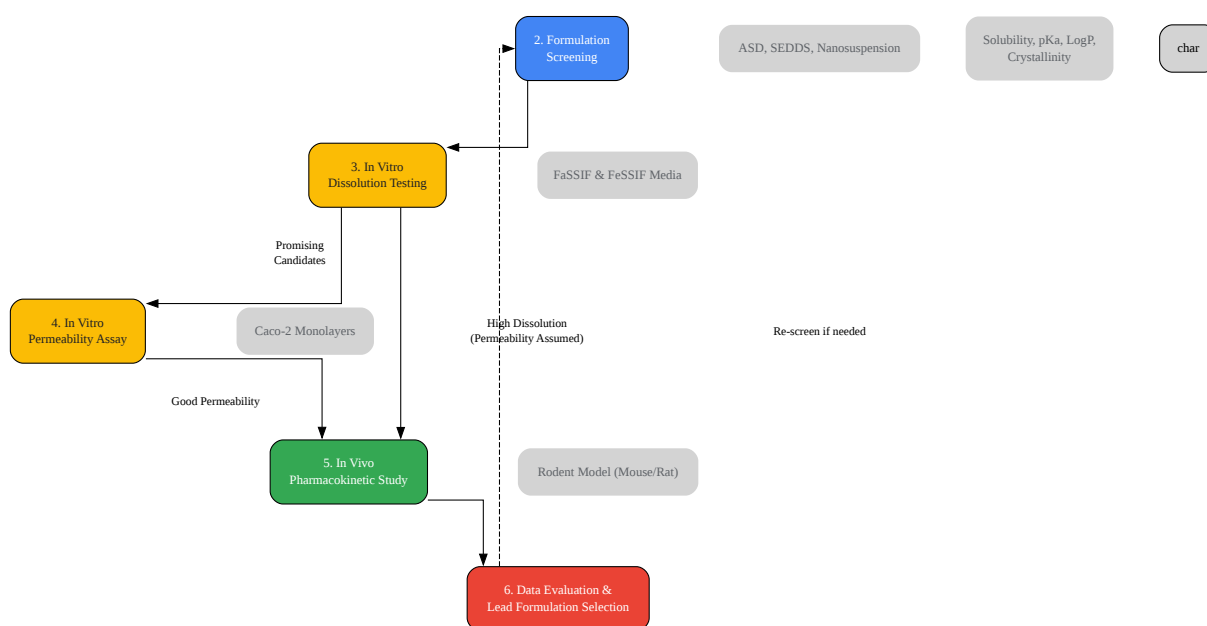 2. Formulation
Screening
ASD, SEDDS, Nanosuspension
Solubility, pKa, LogP,
Crystallinity
char
3. In Vitro
Dissolution Testing
FaSSIF & FeSSIF Media
Promising
Candidates
4. In Vitro
Permeability Assay
Caco-2 Monolayers
High Dissolution
(Permeability Assumed)
Re-screen if needed
Good Permeability
5. In Vivo
Pharmacokinetic Study
Rodent Model (Mouse/Rat)
6. Data Evaluation &
Lead Formulation Selection